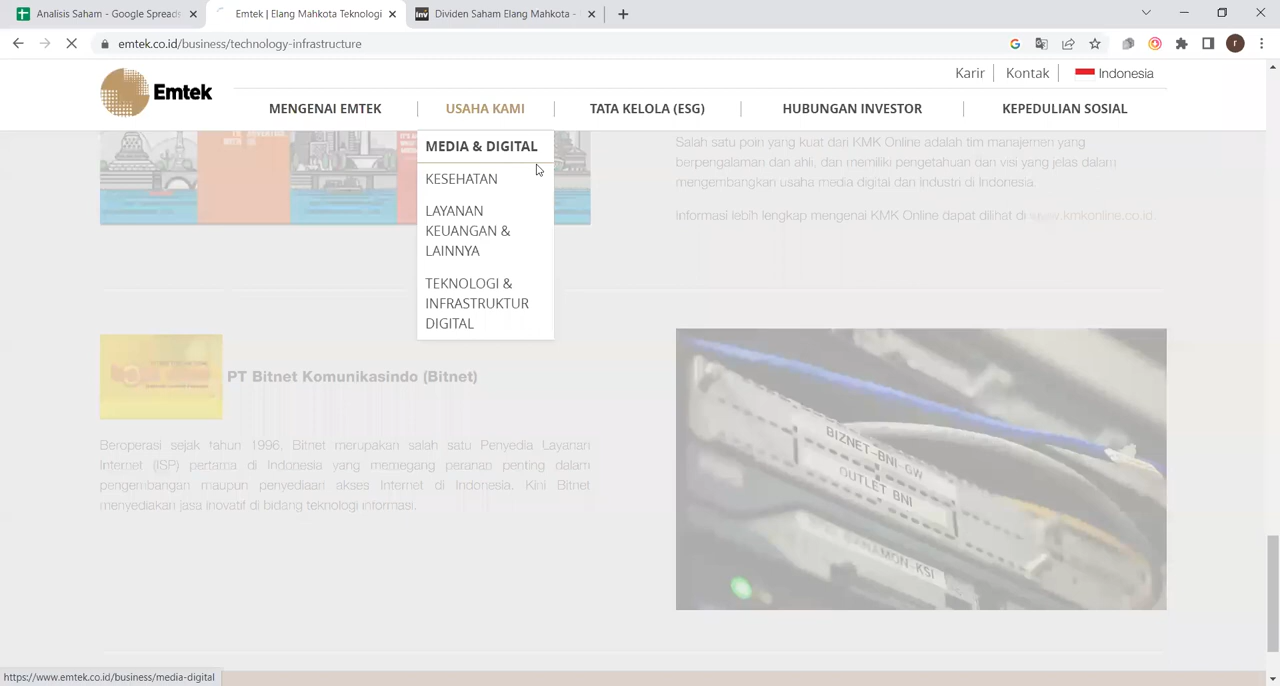 Analisis Saham - Google Spreads
Emtek | Elang Mahkota Teknologi
Inv
Dividen Saham Elang Mahkota -
emtek.co.id/business/technology-infrastructure
r
Karir
Kontak
Indonesia
Emtek
MENGENAI EMTEK
USAHA KAMI
TATA KELOLA (ESG)
HUBUNGAN INVESTOR
KEPEDULIAN SOSIAL
MEDIA & DIGITAL
KESEHATAN
LAYANAN
KEUANGAN &
LAINNYA
TEKNOLOGI &
INFRASTRUKTUR
DIGITAL
Salah satu poin yang kuat dari KMK Online adalah tim manajemen yang
berpengalaman dan ahli, dan memiliki pengetahuan dan visi yang jelas dalam
mengembangkan usaha media digital dan industri di Indonesia.
Informasi lebih lengkap mengenai KMK Online dapat dilihat di www.kmkonline.co.id
PT Bitnet Komunikasindo (Bitnet)
Beroperasi sejak tahun 1996, Bitnet merupakan salah satu Penyedia Layanan
Internet (ISP) pertama di Indonesia yang memegang peranan penting dalam
pengembangan maupun penyediaan akses Internet di Indonesia. Kini Bitnet
menyediakan jasa inovatif di bidang teknologi informasi.
BIZNET-BNI-GW
OUTLET BNI
https://www.emtek.co.id/business/media-digital